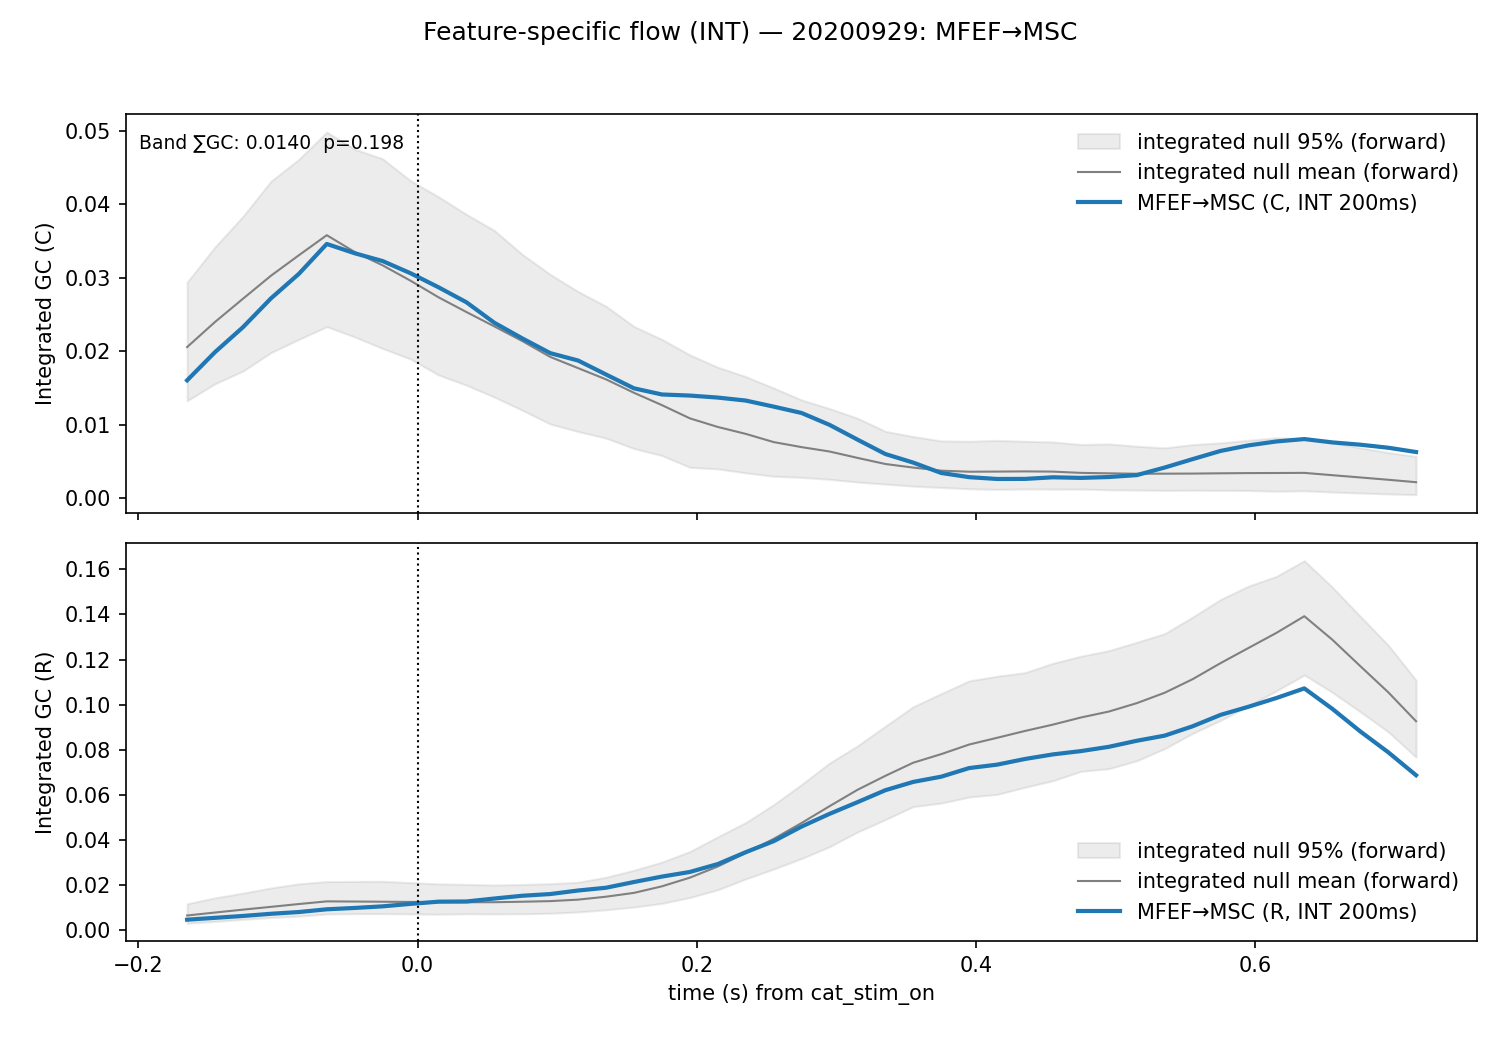 Feature-specific flow (INT) — 20200929: MFEF→MSC
Band ∑GC: 0.0140  p=0.198
integrated null 95% (forward)
integrated null mean (forward)
MFEF→MSC (C, INT 200ms)
Integrated GC (C)
0.05
0.04
0.03
0.02
0.01
0.00
integrated null 95% (forward)
integrated null mean (forward)
MFEF→MSC (R, INT 200ms)
Integrated GC (R)
0.16
0.14
0.12
0.10
0.08
0.06
0.04
0.02
0.00
−0.2 0.0 0.2 0.4 0.6
time (s) from cat_stim_on